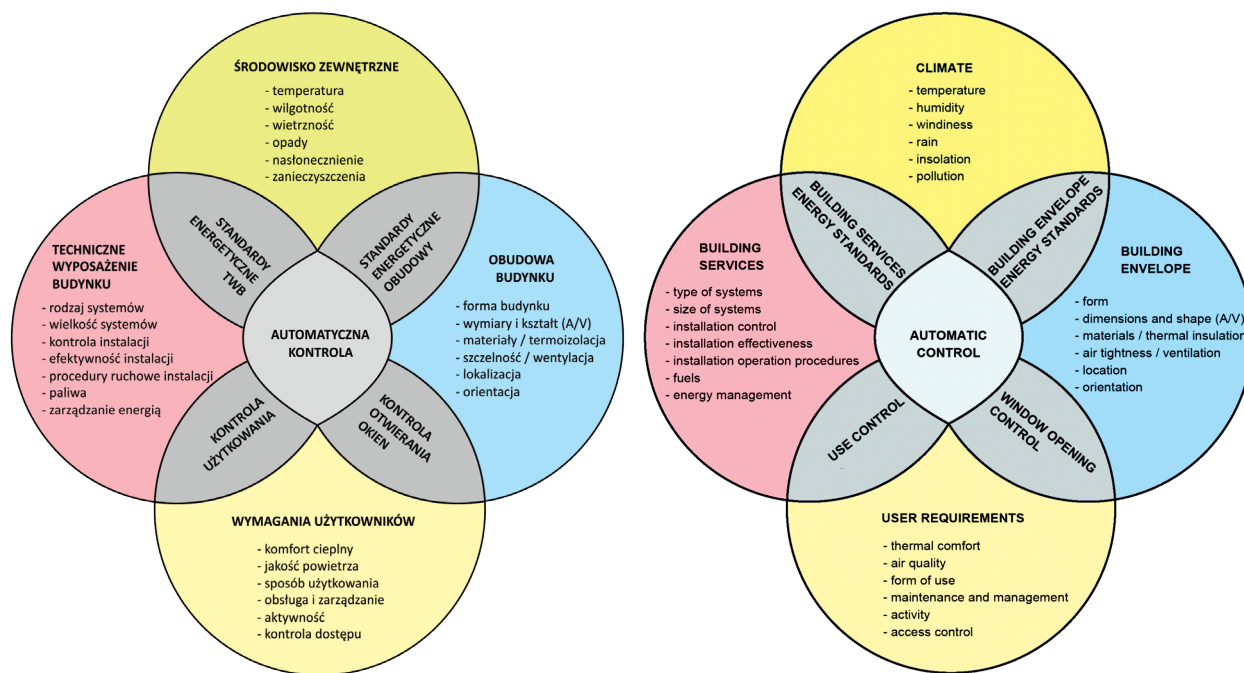 ŚRODOWISKO ZEWNĘTRZNE
- temperatura
- wilgotność
- wietrzność
- opady
- nasłonecznienie
- zanieczyszczenia
STANDARDY
ENERGETYCZNE
TWB
STANDARDY
ENERGETYCZNE
OBUDOWY
TECHNICZNE
WYPOSAŻENIE
BUDYNKU
- rodzaj systemów
- wielkość systemów
- kontrola instalacji
- efektywność instalacji
- procedury ruchowe instalacji
- paliwa
- zarządzanie energią
AUTOMATYCZNA
KONTROLA
OBUDOWA
BUDYNKU
- forma budynku
- wymiary i kształt (A/V)
- materiały / termoizolacja
- szczelność / wentylacja
- lokalizacja
- orientacja
KONTROLA
UŻYTKOWANIA
KONTROLA
OTWIERANIA
OKIEN
WYMAGANIA UŻYTKOWNIKÓW
- komfort cieplny
- jakość powietrza
- sposób użytkowania
- obsługa i zarządzanie
- aktywność
- kontrola dostępu
CLIMATE
- temperature
- humidity
- windiness
- rain
- insolation
- pollution
BUILDING SERVICES
ENERGY STANDARDS
BUILDING ENVELOPE
ENERGY STANDARDS
BUILDING
SERVICES
- type of systems
- size of systems
- installation control
- installation effectiveness
- installation operation procedures
- fuels
- energy management
AUTOMATIC
CONTROL
BUILDING
ENVELOPE
- form
- dimensions and shape (A/V)
- materials / thermal insulation
- air tightness / ventilation
- location
- orientation
USE CONTROL
WINDOW OPENING
CONTROL
USER REQUIREMENTS
- thermal comfort
- air quality
- form of use
- maintenance and management
- activity
- access control